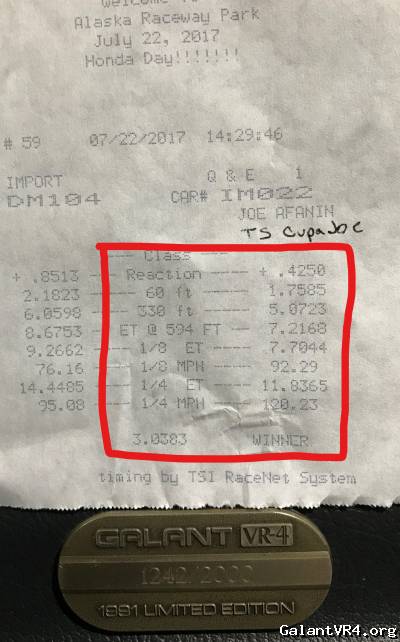 Welcome
Alaska Raceway Park
July 22, 2017
Honda Day!!!!!!!
# 59 07/22/2017 14:29:46
Q & E 1
IMPORT CAR# IM022
DM104
JOE AFANIN
TS CupaJoe
---- Class ----
+ .8513 --- Reaction ---- + .4250
2.1823 ---- 60 ft ---- 1.7585
6.0598 ---- 330 ft ---- 5.0723
8.6753 - ET @ 594 FT -- 7.2168
9.2662 ---- 1/8 ET ---- 7.7044
76.16 ---- 1/8 MPH ---- 92.29
14.4485 ---- 1/4 ET ---- 11.8365
95.08 ---- 1/4 MPH ---- 120.23
3.0383 WINNER
timing by TSI RaceNet System
GALANT VR-4
1242/2000
1991 LIMITED EDITION
GalantVR4.org